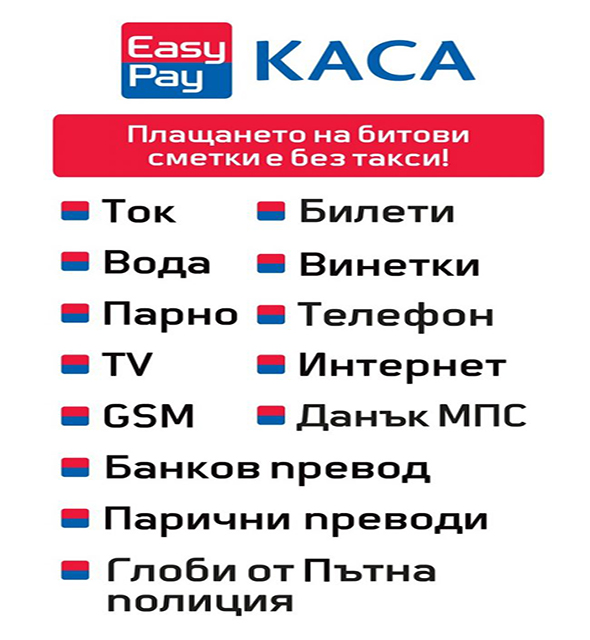 Easy
Pay
КАСА
Плащането на битови
сметки е без такси!
Ток
Билети
Вода
Винетки
Парно
Телефон
TV
Интернет
GSM
Данък МПС
Банков превод
Парични преводи
Глоби от Пътна
полиция